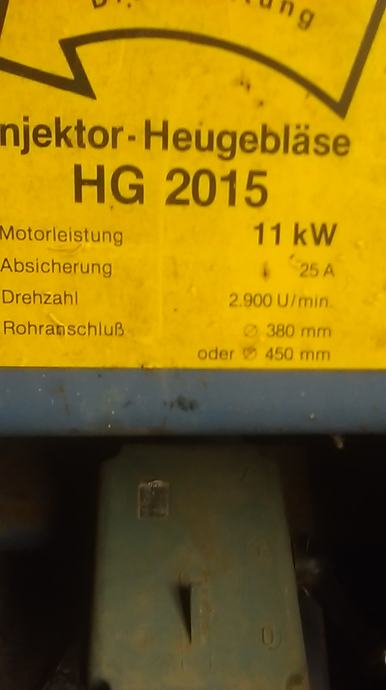 njektor-Heugebläse
HG 2015
Motorleistung 11 kW
Absicherung 25 A
Drehzahl 2.900 U/min.
Rohranschluß ∅ 380 mm
oder ∅ 450 mm